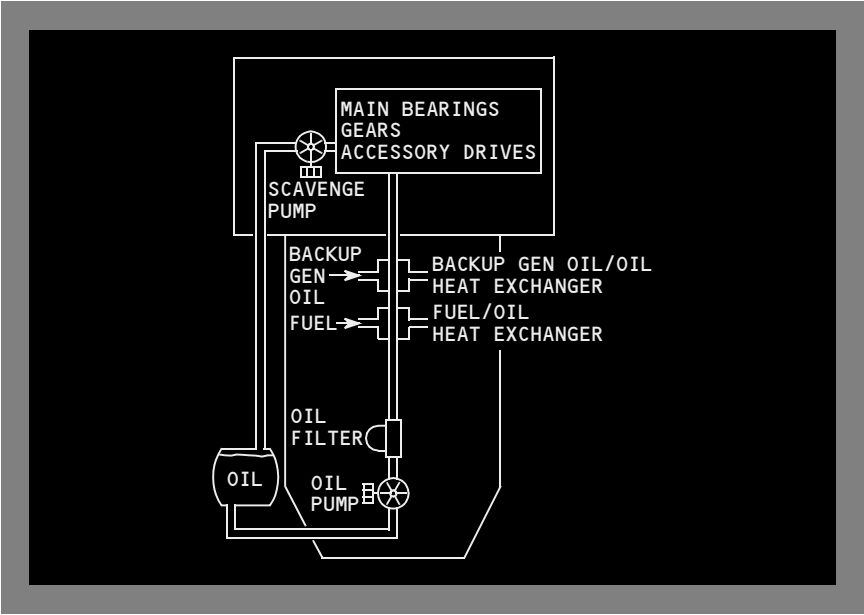 MAIN BEARINGS
GEARS
ACCESSORY DRIVES
SCAVENGE
PUMP
BACKUP
GEN
OIL
BACKUP GEN OIL/OIL
HEAT EXCHANGER
FUEL
FUEL/OIL
HEAT EXCHANGER
OIL
FILTER
OIL
OIL
PUMP